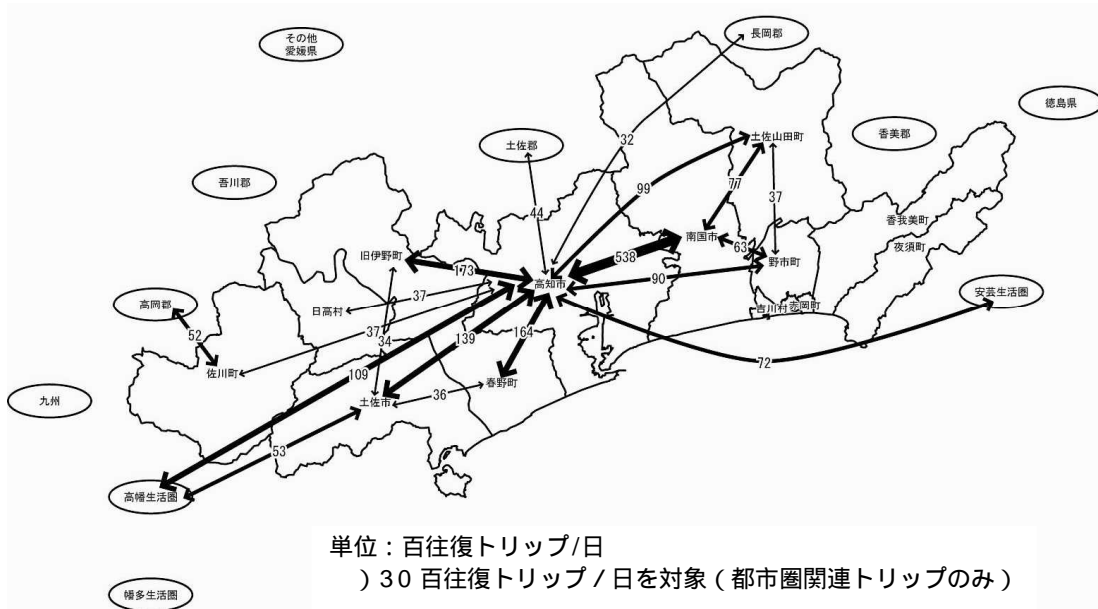 その他
愛媛県
長岡郡
徳島県
土佐山田町
香美郡
土佐郡
32
吾川郡
99
77
37
44
香我美町
南国市
夜須町
旧伊野町
538
63
野市町
173
高知市
90
安芸生活圏
高岡郡
37
日高村
吉川村
赤岡町
52
37
34
139
164
72
佐川町
109
春野町
36
九州
土佐市
53
高幡生活圏
単位：百往復トリップ/日
）30百往復トリップ/日を対象（都市圏関連トリップのみ）
幡多生活圏